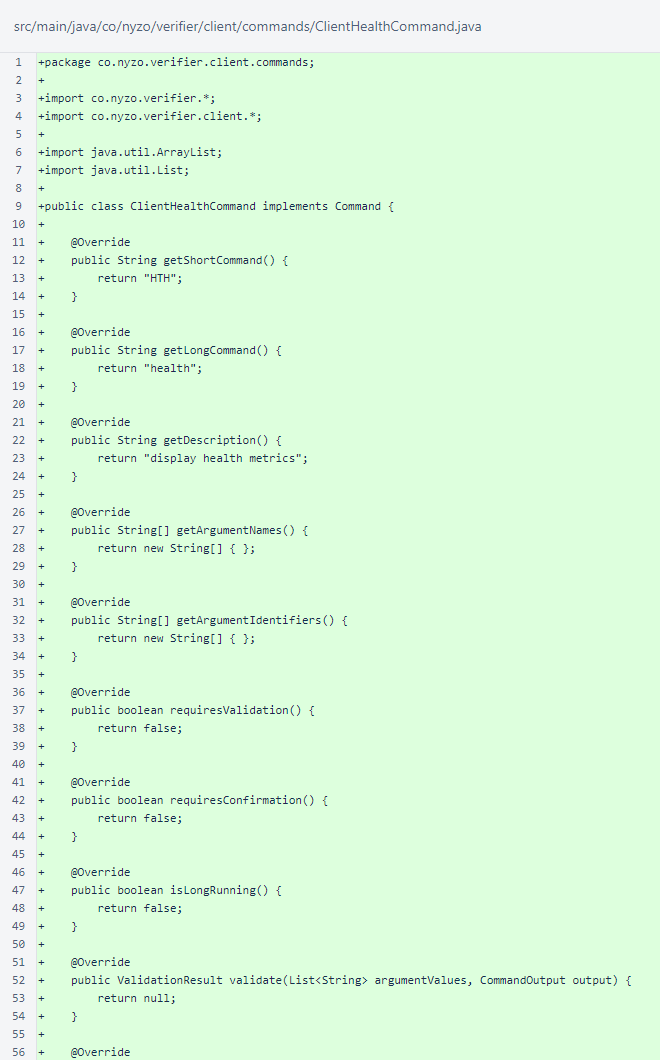 src/main/java/co/nyzo/verifier/client/commands/ClientHealthCommand.java
1 +package co.nyzo.verifier.client.commands;
2 +
3 +import co.nyzo.verifier.*;
4 +import co.nyzo.verifier.client.*;
5 +
6 +import java.util.ArrayList;
7 +import java.util.List;
8 +
9 +public class ClientHealthCommand implements Command {
10 +
11 +    @Override
12 +    public String getShortCommand() {
13 +        return "HTH";
14 +    }
15 +
16 +    @Override
17 +    public String getLongCommand() {
18 +        return "health";
19 +    }
20 +
21 +    @Override
22 +    public String getDescription() {
23 +        return "display health metrics";
24 +    }
25 +
26 +    @Override
27 +    public String[] getArgumentNames() {
28 +        return new String[] { };
29 +    }
30 +
31 +    @Override
32 +    public String[] getArgumentIdentifiers() {
33 +        return new String[] { };
34 +    }
35 +
36 +    @Override
37 +    public boolean requiresValidation() {
38 +        return false;
39 +    }
40 +
41 +    @Override
42 +    public boolean requiresConfirmation() {
43 +        return false;
44 +    }
45 +
46 +    @Override
47 +    public boolean isLongRunning() {
48 +        return false;
49 +    }
50 +
51 +    @Override
52 +    public ValidationResult validate(List<String> argumentValues, CommandOutput output) {
53 +        return null;
54 +    }
55 +
56 +    @Override